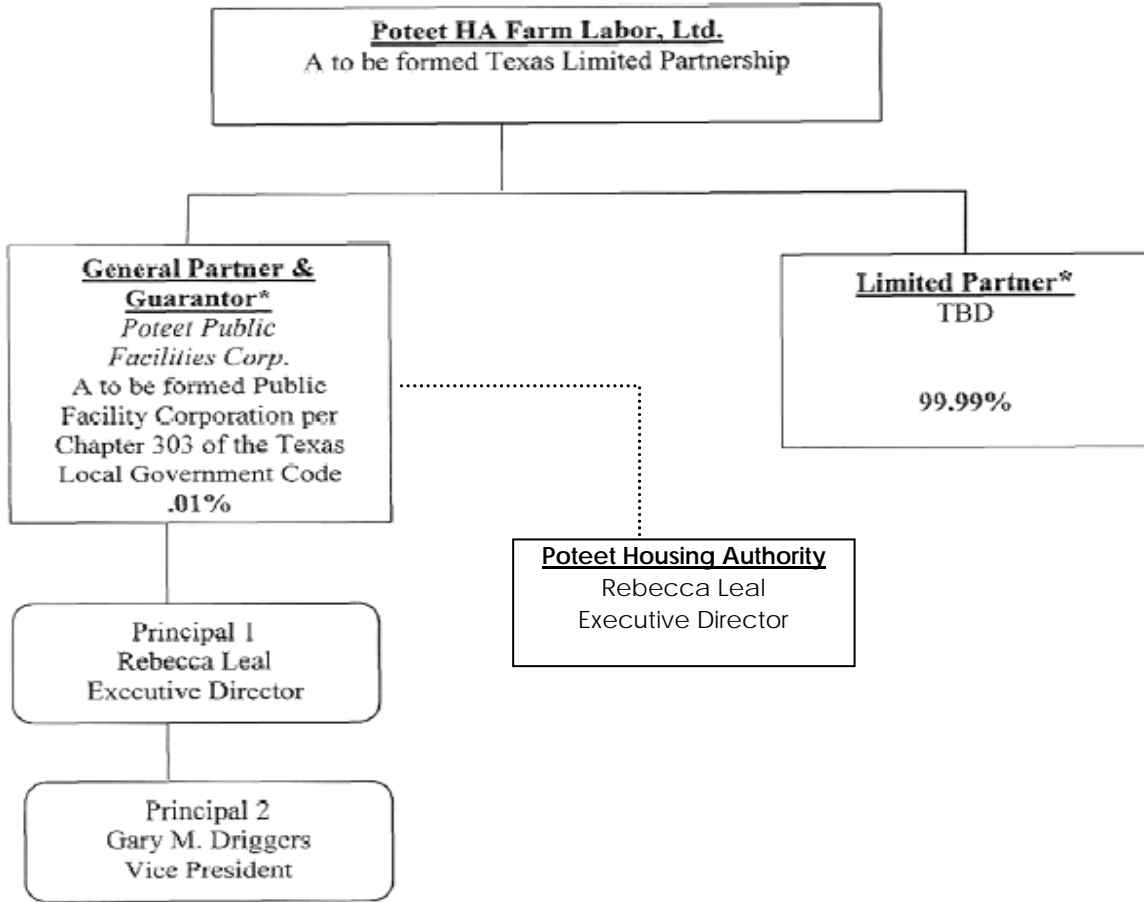 Poteet HA Farm Labor, Ltd.
A to be formed Texas Limited Partnership
General Partner &
Guarantor*
Poteet Public
Facilities Corp.
A to be formed Public
Facility Corporation per
Chapter 303 of the Texas
Local Government Code
.01%
Limited Partner*
TBD
99.99%
Poteet Housing Authority
Rebecca Leal
Executive Director
Principal 1
Rebecca Leal
Executive Director
Principal 2
Gary M. Driggers
Vice President